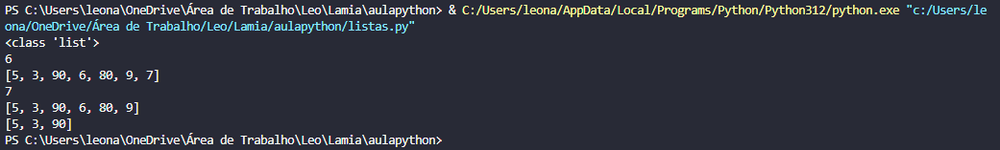 PS C:\Users\leona\OneDrive\Área de Trabalho\Leo\Lamia\aulapython> & C:/Users/leona/AppData/Local/Programs/Python/Python312/python.exe "c:/Users/le
ona/OneDrive/Área de Trabalho/Leo/Lamia/aulapython/listas.py"
<class 'list'>
6
[5, 3, 90, 6, 80, 9, 7]
7
[5, 3, 90, 6, 80, 9]
[5, 3, 90]
PS C:\Users\leona\OneDrive\Área de Trabalho\Leo\Lamia\aulapython>